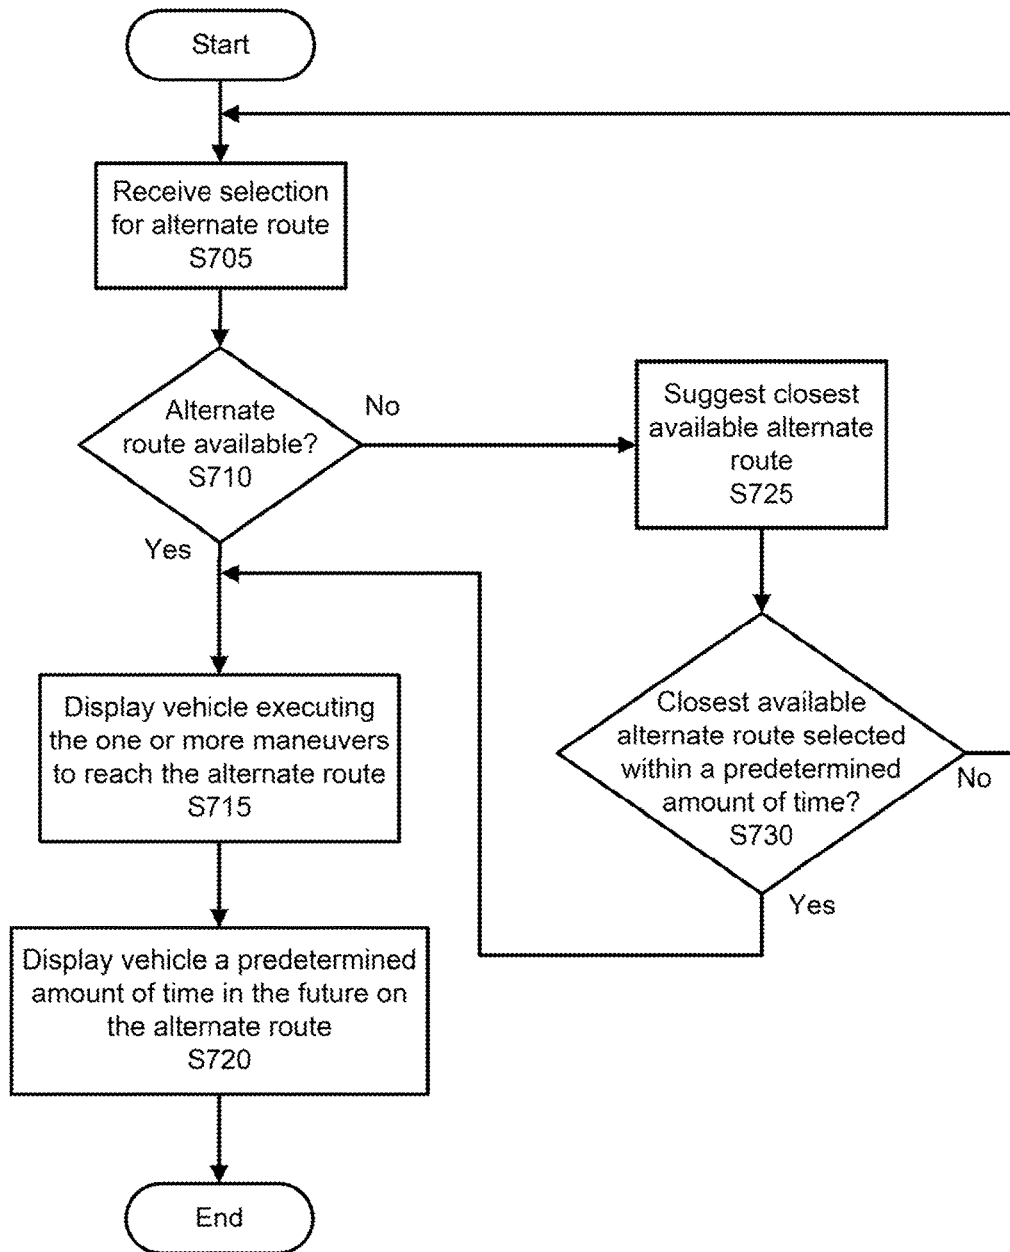 Start
Receive selection
for alternate route
S705
Alternate
route available?
S710
No
Yes
Suggest closest
available alternate
route
S725
Closest available
alternate route selected
within a predetermined
amount of time?
S730
No
Yes
Display vehicle executing
the one or more maneuvers
to reach the alternate route
S715
Display vehicle a predetermined
amount of time in the future on
the alternate route
S720
End